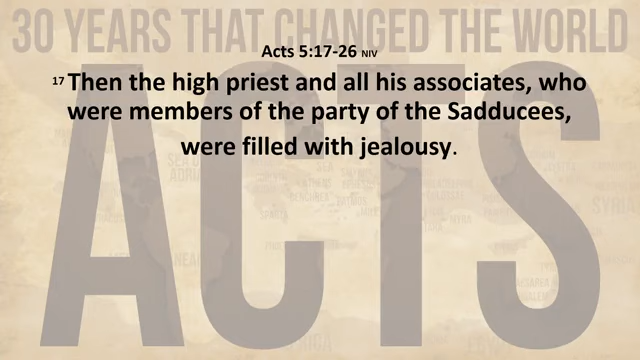 30 YEARS THAT CHANGED THE WORLD
Acts 5:17-26 NIV
17 Then the high priest and all his associates, who
were members of the party of the Sadducees,
were filled with jealousy.
ACTS
SYRIA